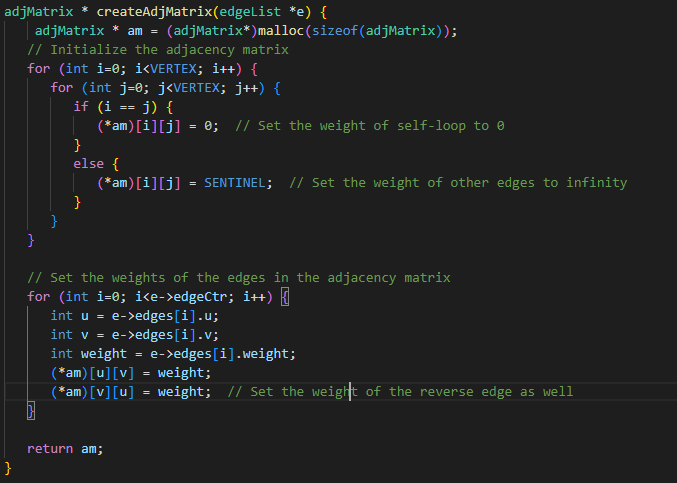 adjMatrix * createAdjMatrix(edgeList *e) {
    adjMatrix * am = (adjMatrix*)malloc(sizeof(adjMatrix));
   // Initialize the adjacency matrix
   for (int i=0; i<VERTEX; i++) {
      for (int j=0; j<VERTEX; j++) {
         if (i == j) {
            (*am)[i][j] = 0;  // Set the weight of self-loop to 0
         }
         else {
            (*am)[i][j] = SENTINEL;  // Set the weight of other edges to infinity
         }
      }
   }

   // Set the weights of the edges in the adjacency matrix
   for (int i=0; i<e->edgeCtr; i++) {
      int u = e->edges[i].u;
      int v = e->edges[i].v;
      int weight = e->edges[i].weight;
      (*am)[u][v] = weight;
      (*am)[v][u] = weight;  // Set the weight of the reverse edge as well
   }

   return am;
}